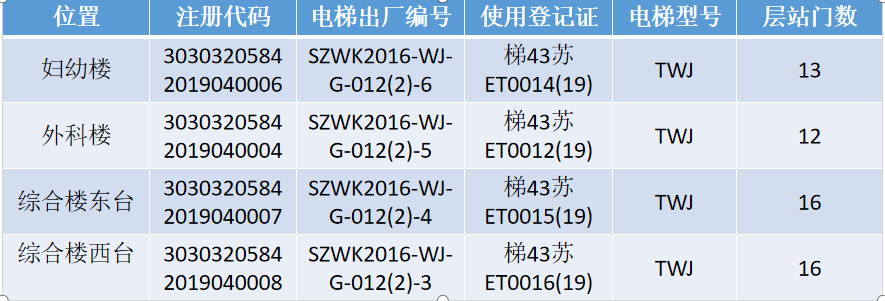 位置 注册代码 电梯出厂编号 使用登记证 电梯型号 层站门数
妇幼楼 3030320584 2019040006 SZWK2016-WJ-G-012(2)-6 梯43苏 ET0014(19) TWJ 13
外科楼 3030320584 2019040004 SZWK2016-WJ-G-012(2)-5 梯43苏 ET0012(19) TWJ 12
综合楼东台 3030320584 2019040007 SZWK2016-WJ-G-012(2)-4 梯43苏 ET0015(19) TWJ 16
综合楼西台 3030320584 2019040008 SZWK2016-WJ-G-012(2)-3 梯43苏 ET0016(19) TWJ 16